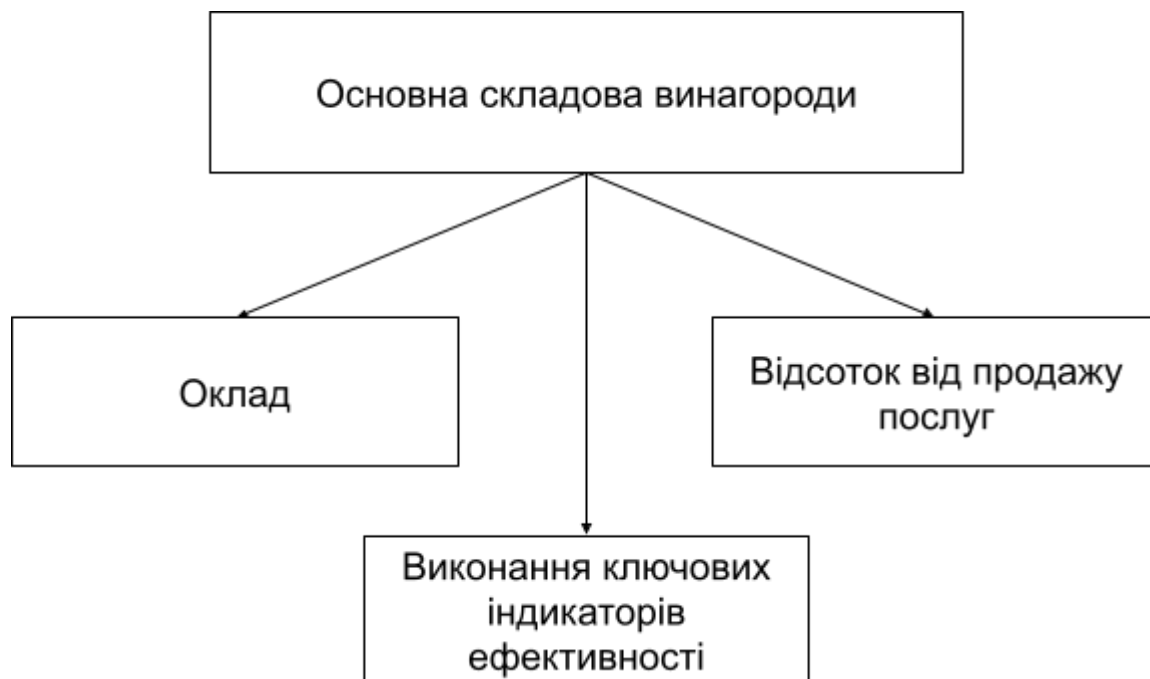 Основна складова винагороди
Оклад
Відсоток від продажу
послуг
Виконання ключових
індикаторів
ефективності